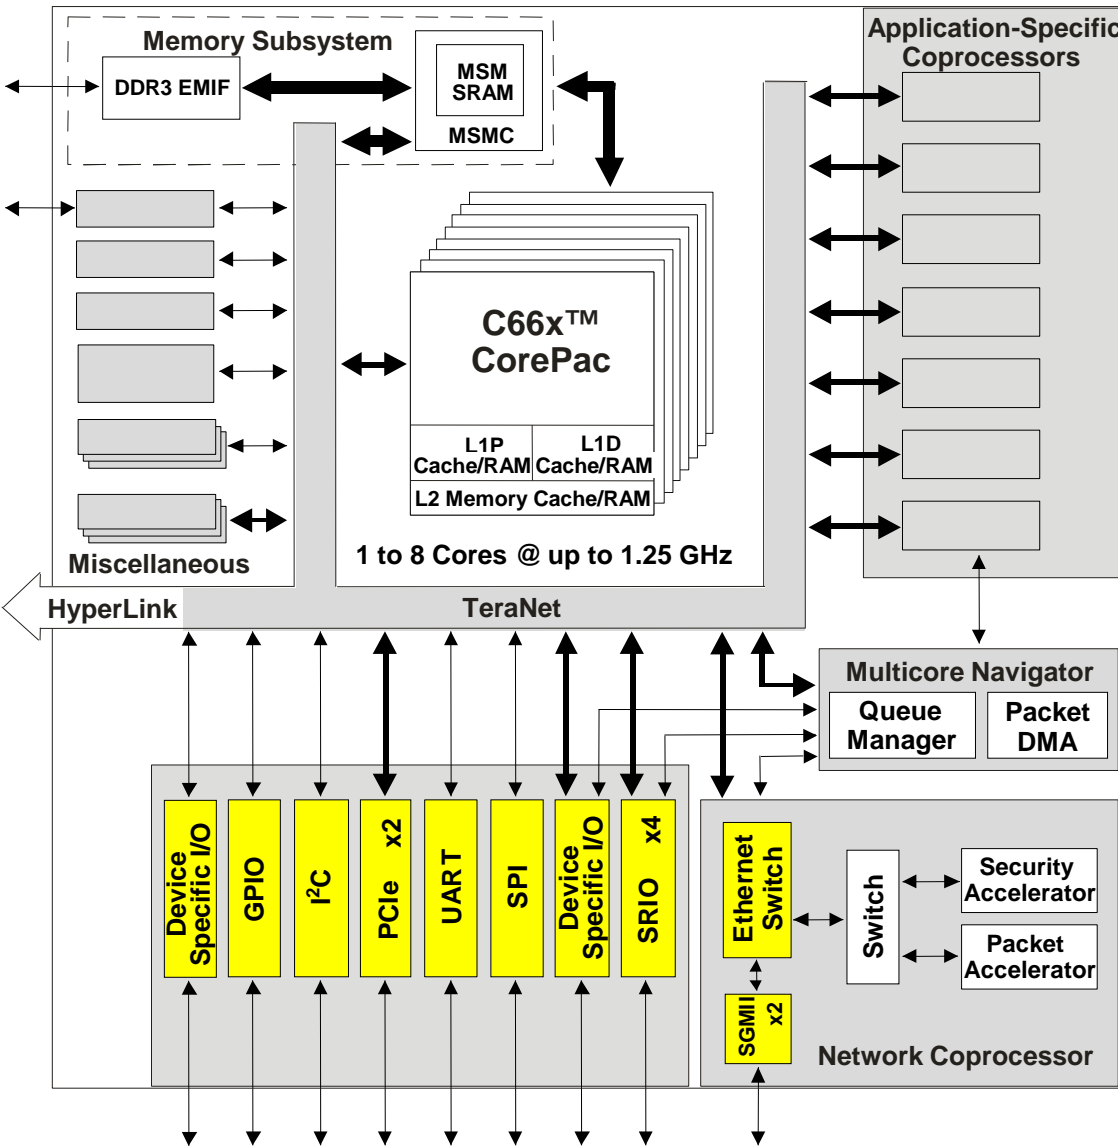 Memory Subsystem
DDR3 EMIF
MSM
SRAM
MSMC
Application-Specific
Coprocessors
C66x™
CorePac
L1P
Cache/RAM
L1D
Cache/RAM
L2 Memory Cache/RAM
1 to 8 Cores @ up to 1.25 GHz
Miscellaneous
HyperLink
TeraNet
Multicore Navigator
Queue
Manager
Packet
DMA
Device
Specific I/O
GPIO
I²C
PCIe x2
UART
SPI
Device
Specific I/O
SRIO x4
Ethernet
Switch
Switch
Security
Accelerator
Packet
Accelerator
SGMII
x2
Network Coprocessor